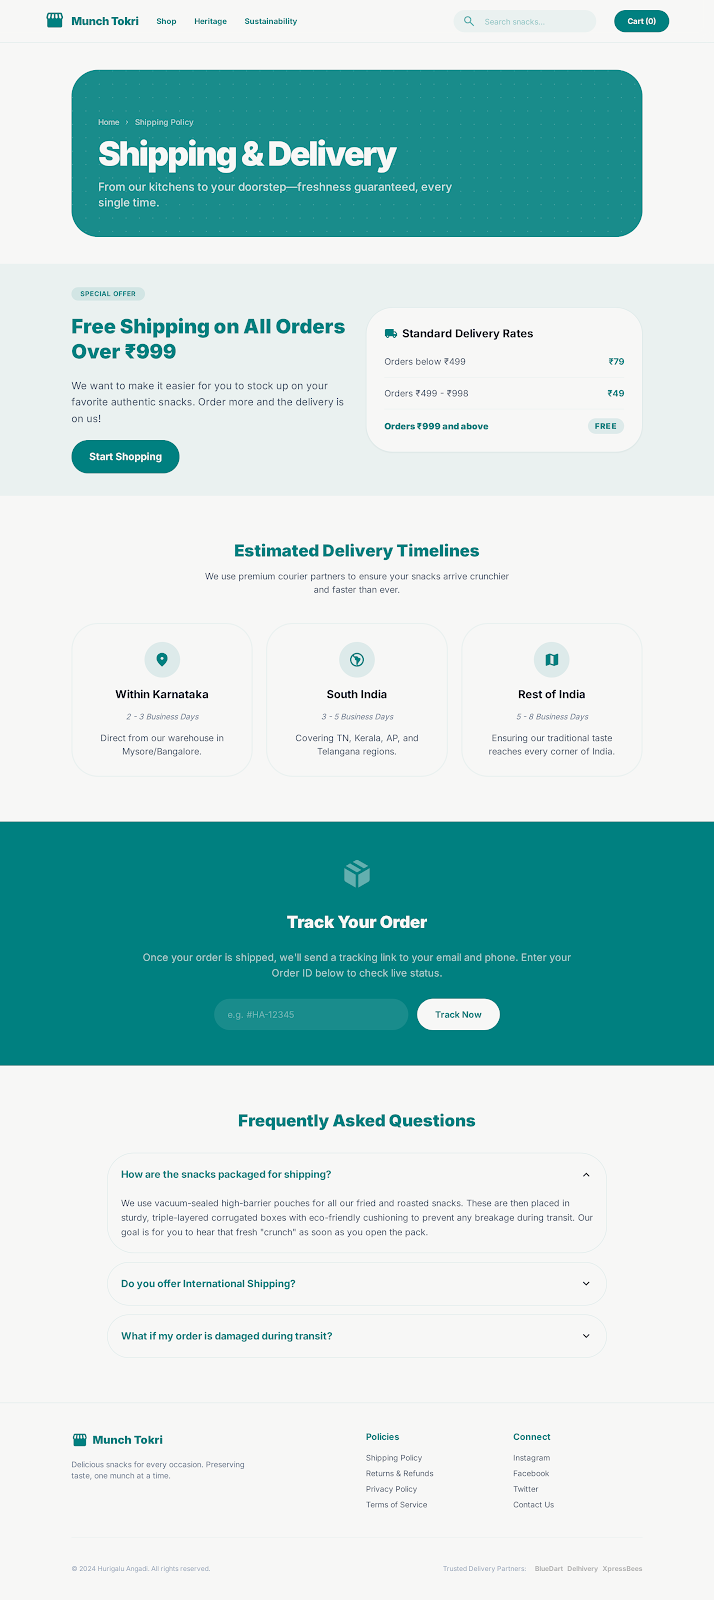 Munch Tokri
Shop
Heritage
Sustainability
Search snacks...
Cart (0)
Home › Shipping Policy
Shipping & Delivery
From our kitchens to your doorstep—freshness guaranteed, every
single time.
SPECIAL OFFER
Free Shipping on All Orders
Over ₹999
We want to make it easier for you to stock up on your
favorite authentic snacks. Order more and the delivery is
on us!
Start Shopping
Standard Delivery Rates
Orders below ₹499 ₹79
Orders ₹499 - ₹998 ₹49
Orders ₹999 and above FREE
Estimated Delivery Timelines
We use premium courier partners to ensure your snacks arrive crunchier
and faster than ever.
Within Karnataka
2 - 3 Business Days
Direct from our warehouse in
Mysore/Bangalore.
South India
3 - 5 Business Days
Covering TN, Kerala, AP, and
Telangana regions.
Rest of India
5 - 8 Business Days
Ensuring our traditional taste
reaches every corner of India.
Track Your Order
Once your order is shipped, we'll send a tracking link to your email and phone. Enter your
Order ID below to check live status.
e.g. #HA-12345
Track Now
Frequently Asked Questions
How are the snacks packaged for shipping?
We use vacuum-sealed high-barrier pouches for all our fried and roasted snacks. These are then placed in
sturdy, triple-layered corrugated boxes with eco-friendly cushioning to prevent any breakage during transit. Our
goal is for you to hear that fresh "crunch" as soon as you open the pack.
Do you offer International Shipping?
What if my order is damaged during transit?
Munch Tokri
Delicious snacks for every occasion. Preserving
taste, one munch at a time.
Policies
Shipping Policy
Returns & Refunds
Privacy Policy
Terms of Service
Connect
Instagram
Facebook
Twitter
Contact Us
© 2024 Hurigalu Angadi. All rights reserved.
Trusted Delivery Partners: BlueDart Delhivery XpressBees